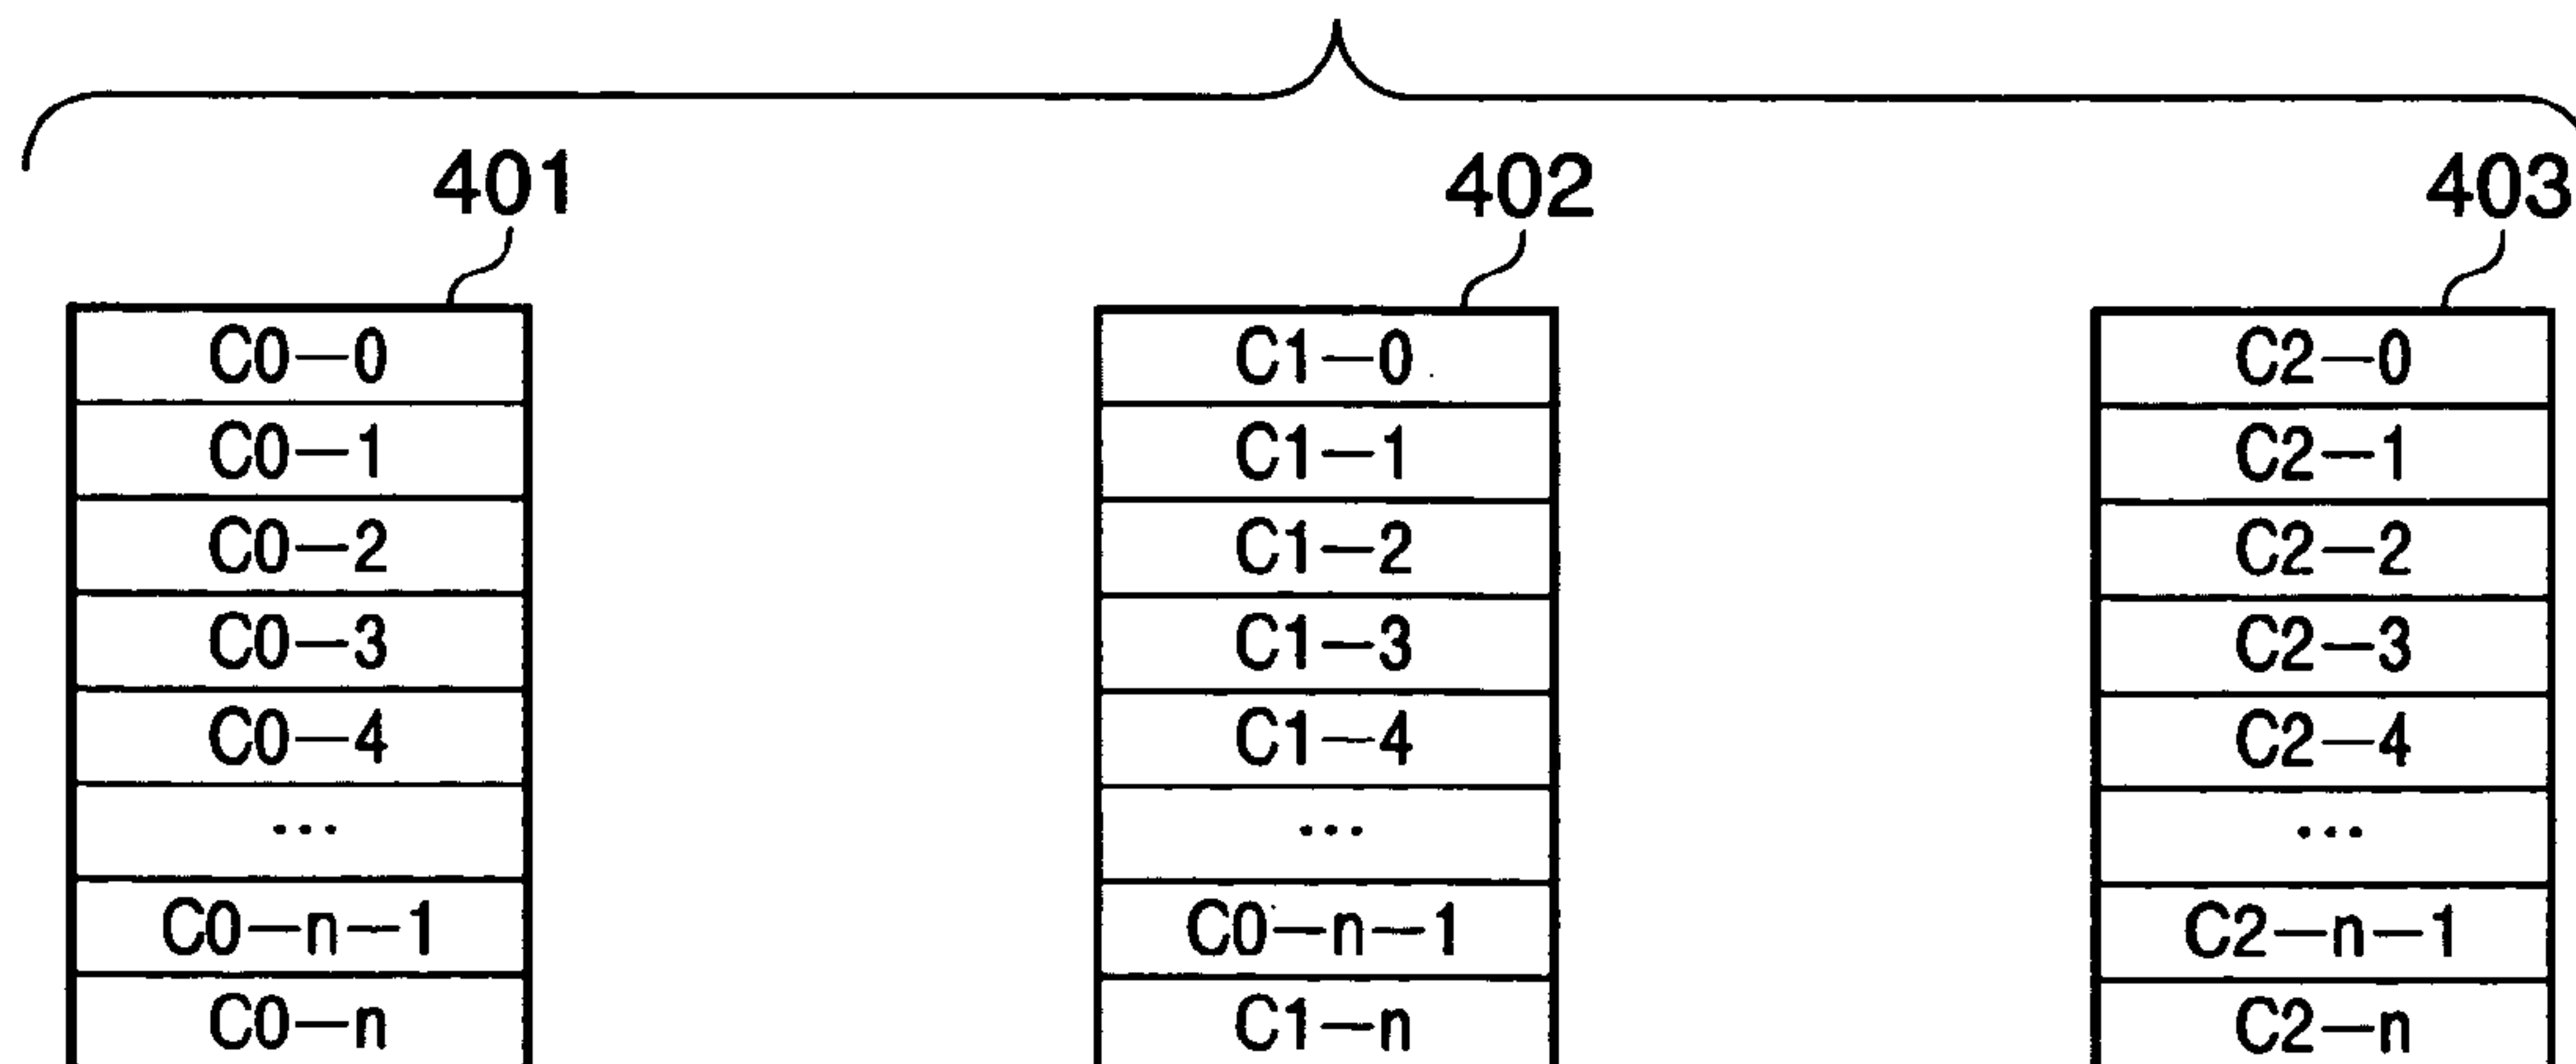 401 402 403
C0—0 C1—0 C2—0
C0—1 C1—1 C2—1
C0—2 C1—2 C2—2
C0—3 C1—3 C2—3
C0—4 C1—4 C2—4
... ... ...
C0—n—1 C0—n—1 C2—n—1
C0—n C1—n C2—n